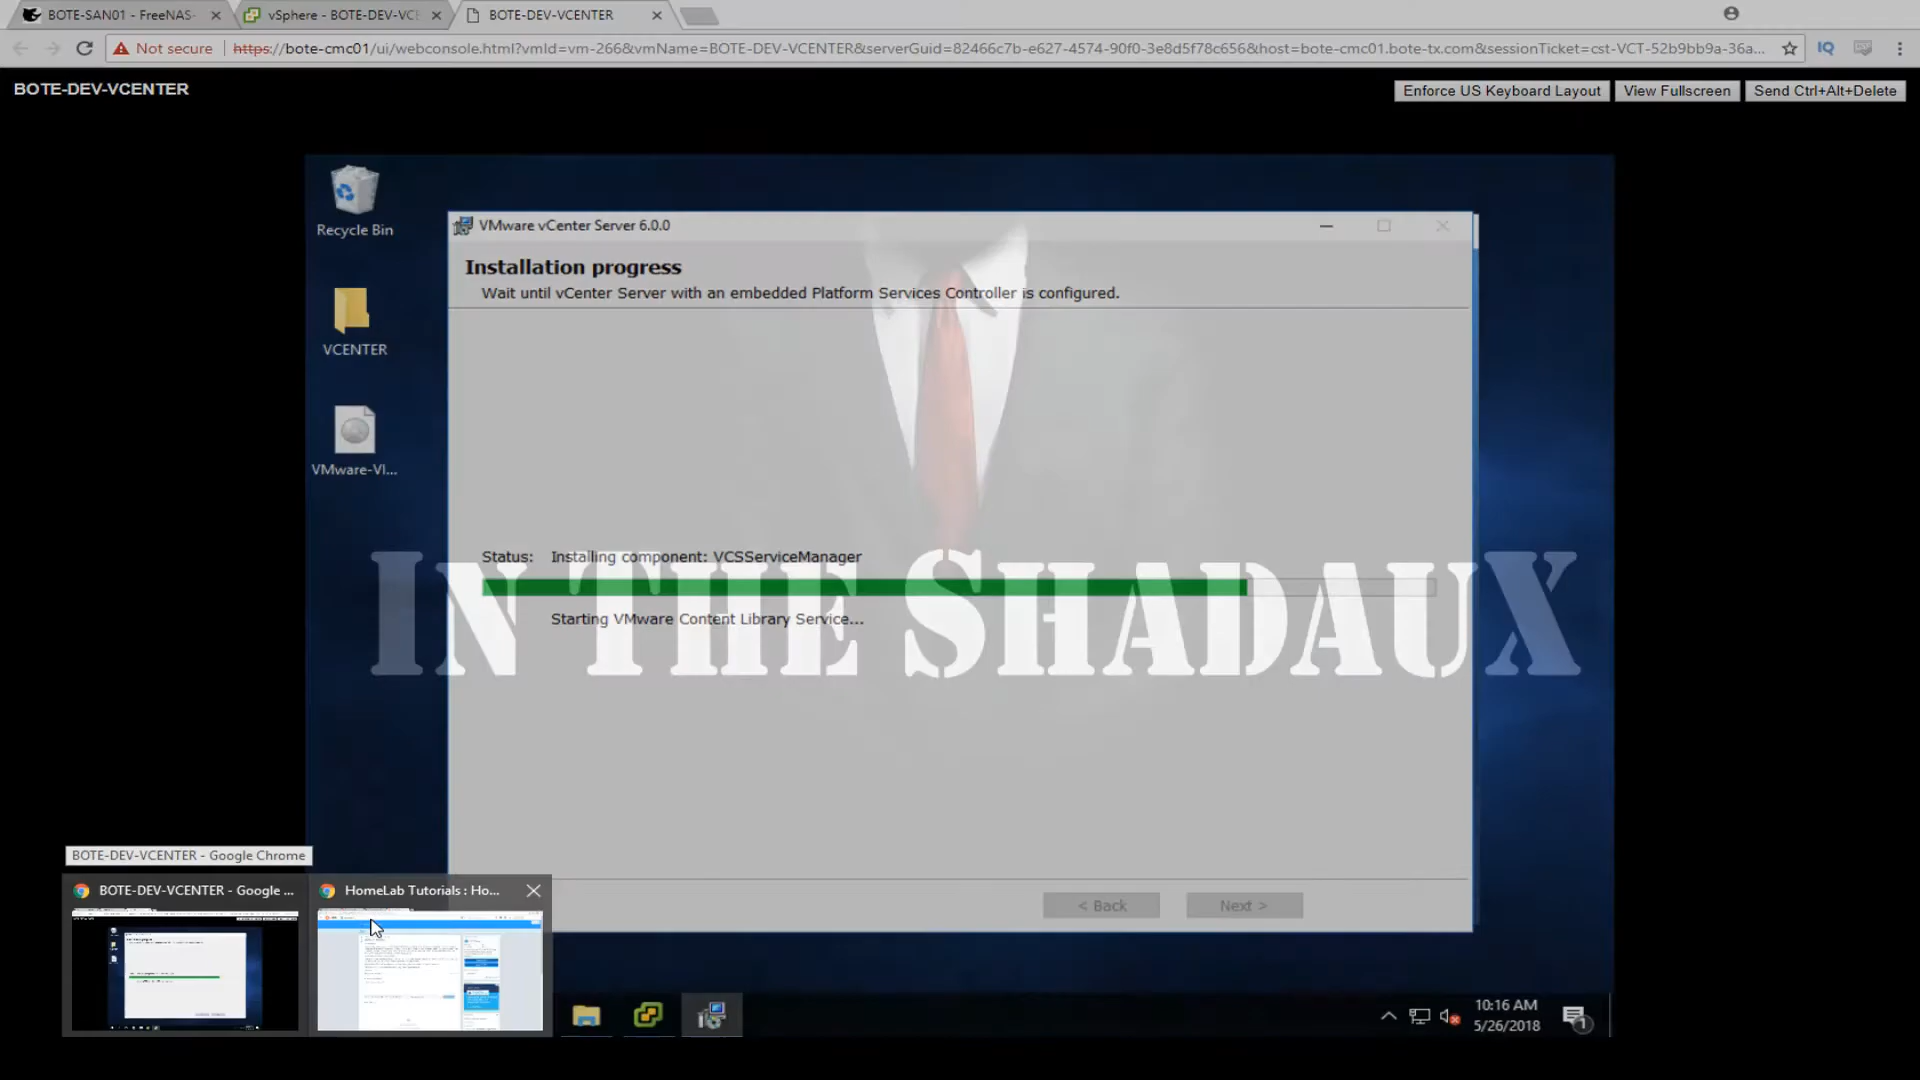 BOTE-SAN01 - FreeNAS-
vSphere - BOTE-DEV-VCE
BOTE-DEV-VCENTER
Not secure
https://bote-cmc01/ui/webconsole.html?vmId=vm-266&vmName=BOTE-DEV-VCENTER&serverGuid=82466c7b-e627-4574-90f0-3e8d5f78c656&host=bote-cmc01.bote-tx.com&sessionTicket=cst-VCT-52b9bb9a-36a...
IQ
BOTE-DEV-VCENTER
Enforce US Keyboard Layout
View Fullscreen
Send Ctrl+Alt+Delete
Recycle Bin
VCENTER
VMware-VI...
VMware vCenter Server 6.0.0
Installation progress
Wait until vCenter Server with an embedded Platform Services Controller is configured.
Status: Installing component: VCSServiceManager
Starting VMware Content Library Service...
IN THE SHADAUX
< Back
Next >
BOTE-DEV-VCENTER - Google Chrome
BOTE-DEV-VCENTER - Google ...
HomeLab Tutorials : Ho...
10:16 AM
5/26/2018
1